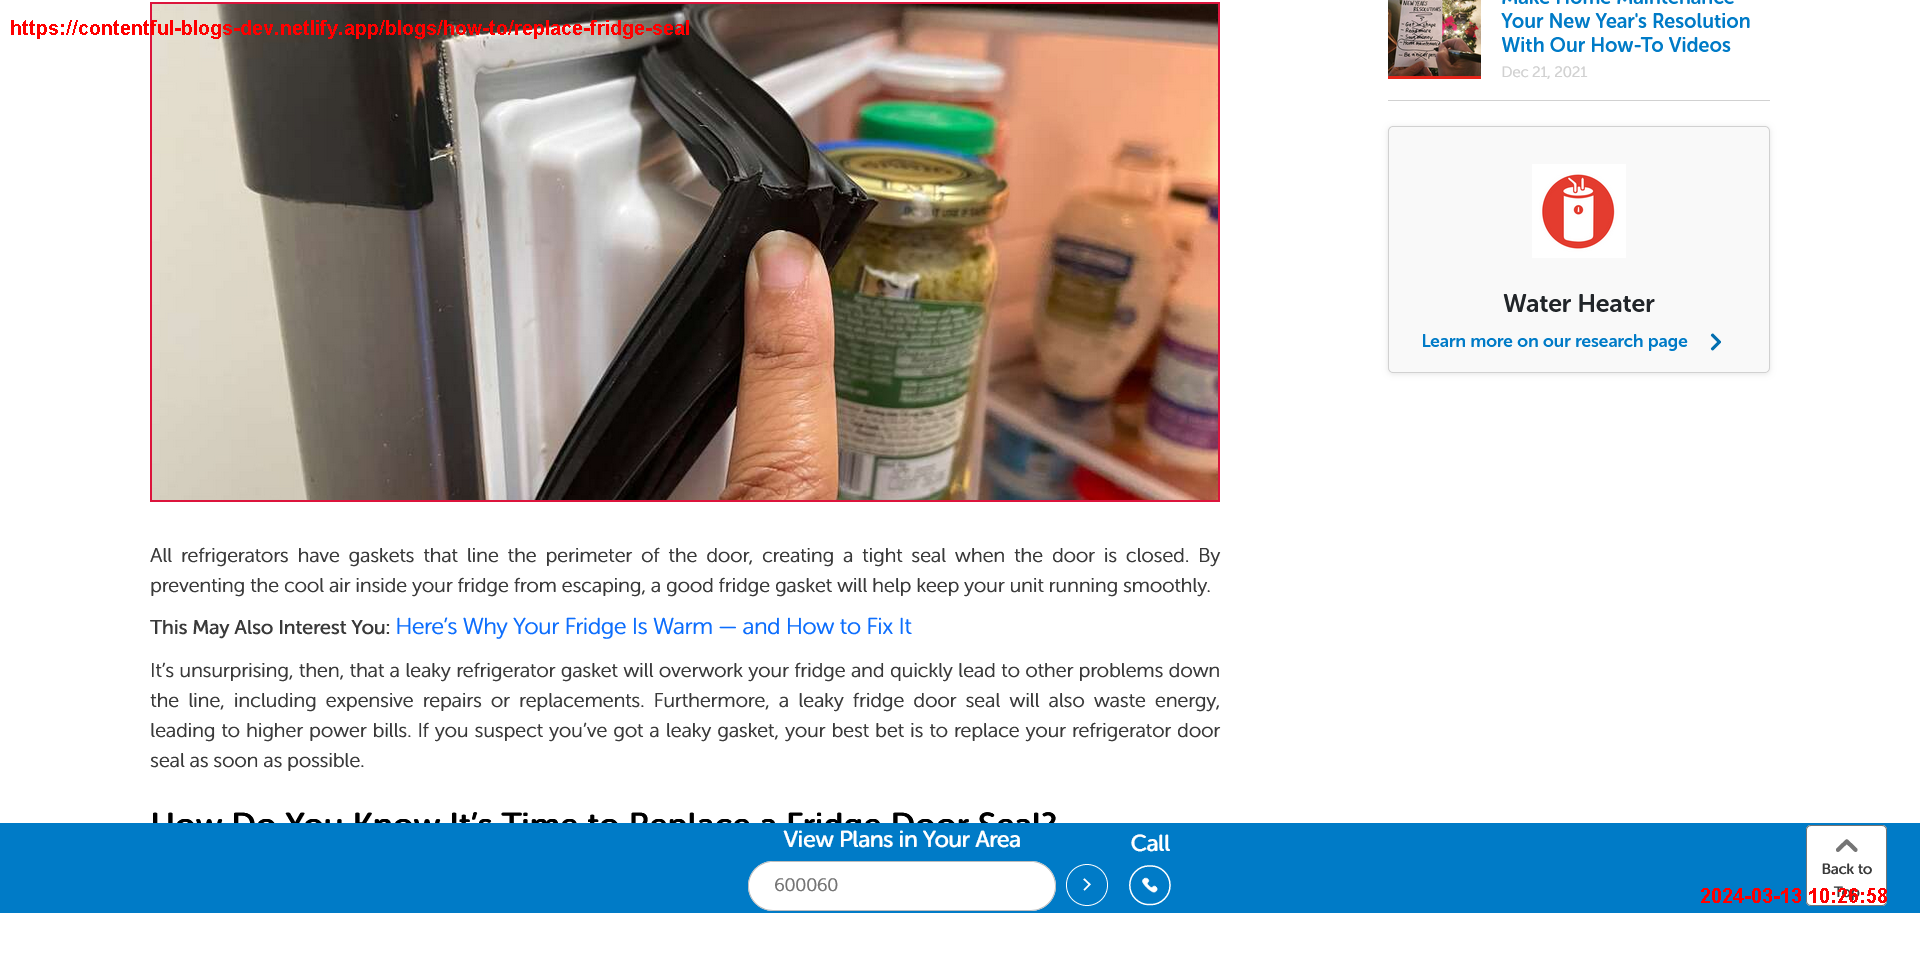 https://contentful-blogs-dev.netlify.app/blogs/how-to/replace-fridge-seal
Make Home Maintenance
Your New Year's Resolution
With Our How-To Videos
Dec 21, 2021
Water Heater
Learn more on our research page
All refrigerators have gaskets that line the perimeter of the door, creating a tight seal when the door is closed. By
preventing the cool air inside your fridge from escaping, a good fridge gasket will help keep your unit running smoothly.
This May Also Interest You: Here’s Why Your Fridge Is Warm — and How to Fix It
It’s unsurprising, then, that a leaky refrigerator gasket will overwork your fridge and quickly lead to other problems down
the line, including expensive repairs or replacements. Furthermore, a leaky fridge door seal will also waste energy,
leading to higher power bills. If you suspect you’ve got a leaky gasket, your best bet is to replace your refrigerator door
seal as soon as possible.
How Do You Know It’s Time to Replace a Fridge Door Seal?
View Plans in Your Area
600060
Call
Back to
Top
2024-03-13 10:26:58